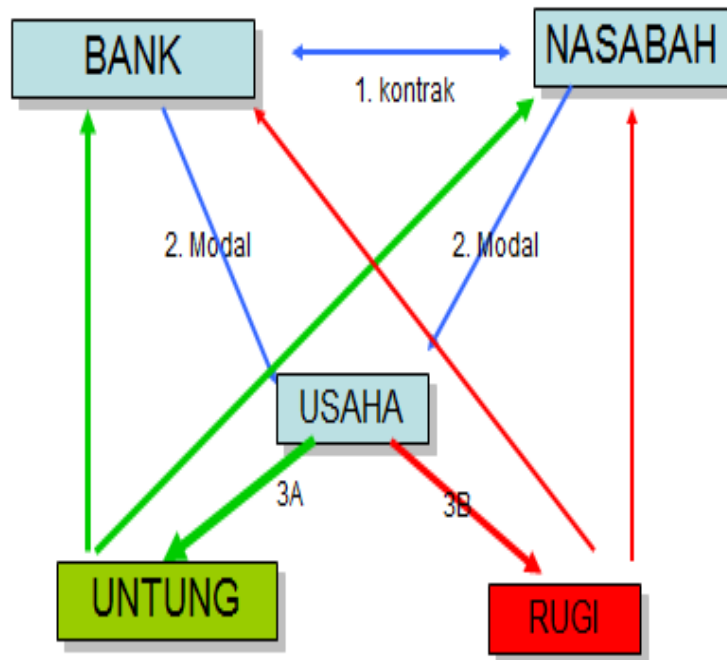 BANK
NASABAH
1. kontrak
2. Modal
2. Modal
USAHA
3A
3B
UNTUNG
RUGI